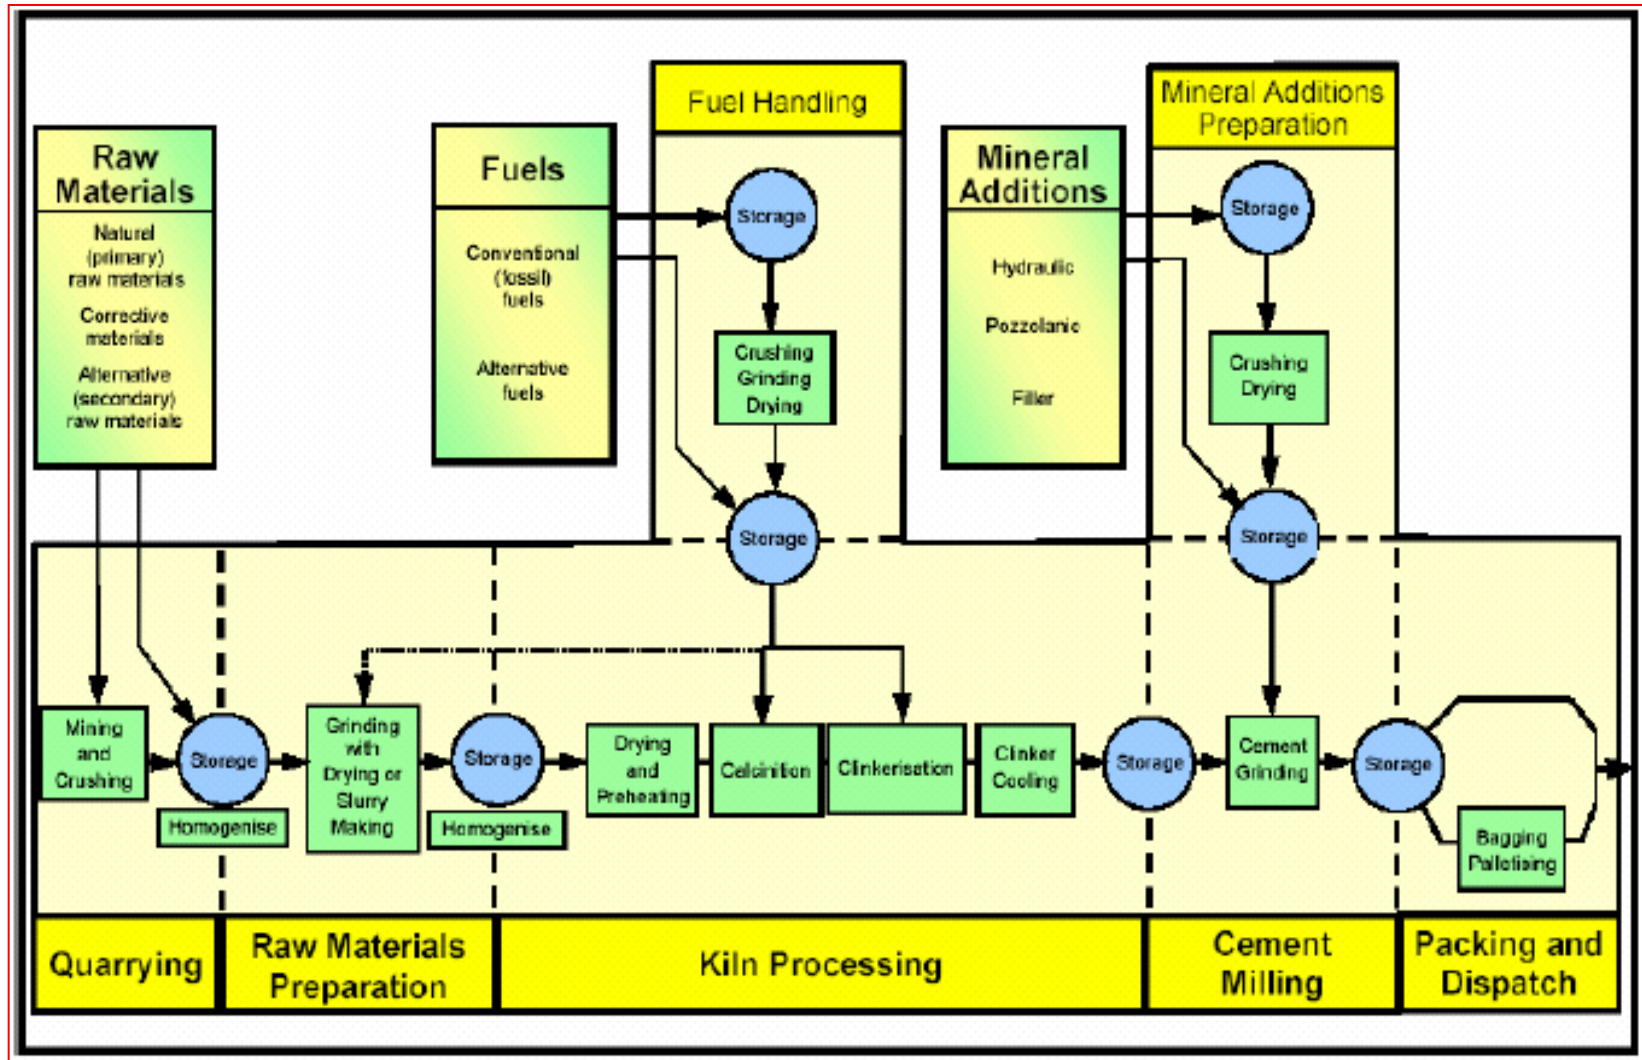 Fuel Handling
Mineral Additions
Preparation
Raw
Materials
Natural
(primary)
raw materials
Corrective
materials
Alternative
(secondary)
raw materials
Fuels
Conventional
(fossil)
fuels
Alternative
fuels
Storage
Crushing
Grinding
Drying
Storage
Mineral
Additions
Hydraulic
Pozzolanic
Filler
Storage
Crushing
Drying
Storage
Mining
and
Crushing
Storage
Homogenise
Grinding
with
Drying or
Slurry
Making
Storage
Homogenise
Drying
and
Preheating
Calcinition
Clinkerisation
Clinker
Cooling
Storage
Cement
Grinding
Storage
Bagging
Palletising
Quarrying
Raw Materials
Preparation
Kiln Processing
Cement
Milling
Packing and
Dispatch